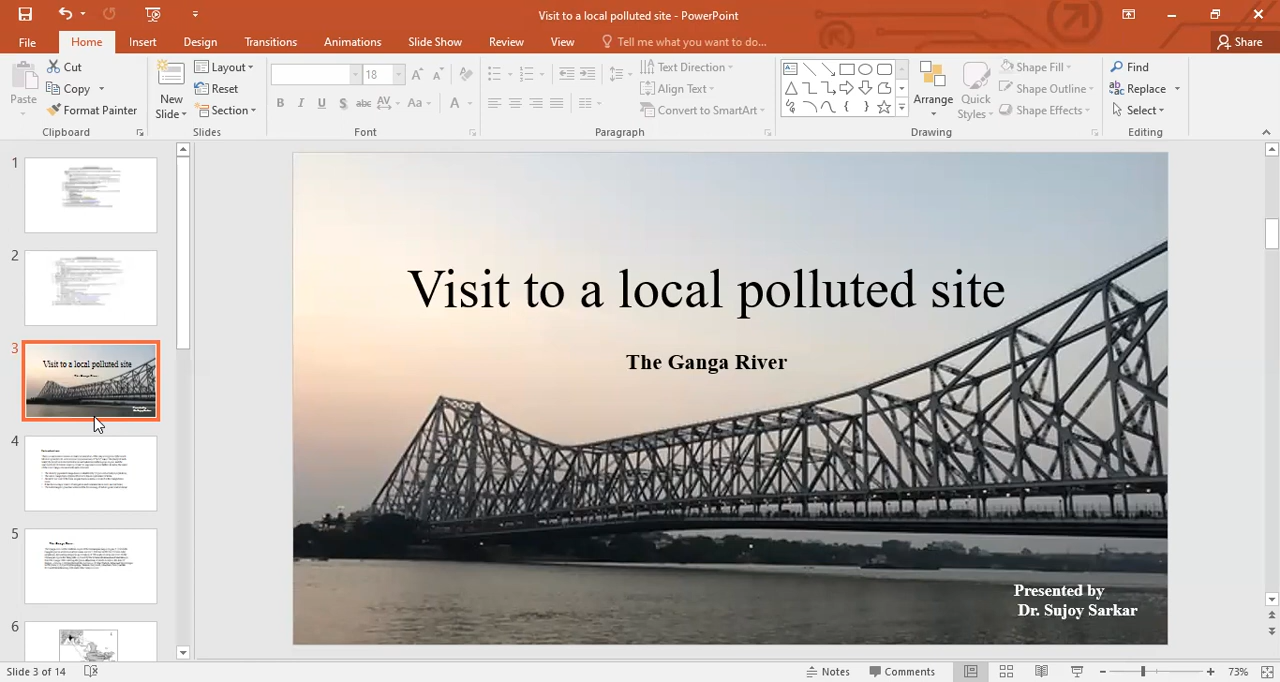 Visit to a local polluted site - PowerPoint
File Home Insert Design Transitions Animations Slide Show Review View Tell me what you want to do... Share
Paste Cut Copy Format Painter Clipboard
New Slide Layout Reset Section Slides
18 Font
Text Direction Align Text Convert to SmartArt Paragraph
Arrange Quick Styles Shape Fill Shape Outline Shape Effects Drawing
Find Replace Select Editing
1
2
3
Visit to a local polluted site
4
5
6
Visit to a local polluted site
The Ganga River
Presented by
Dr. Sujoy Sarkar
Slide 3 of 14 Notes Comments 73%